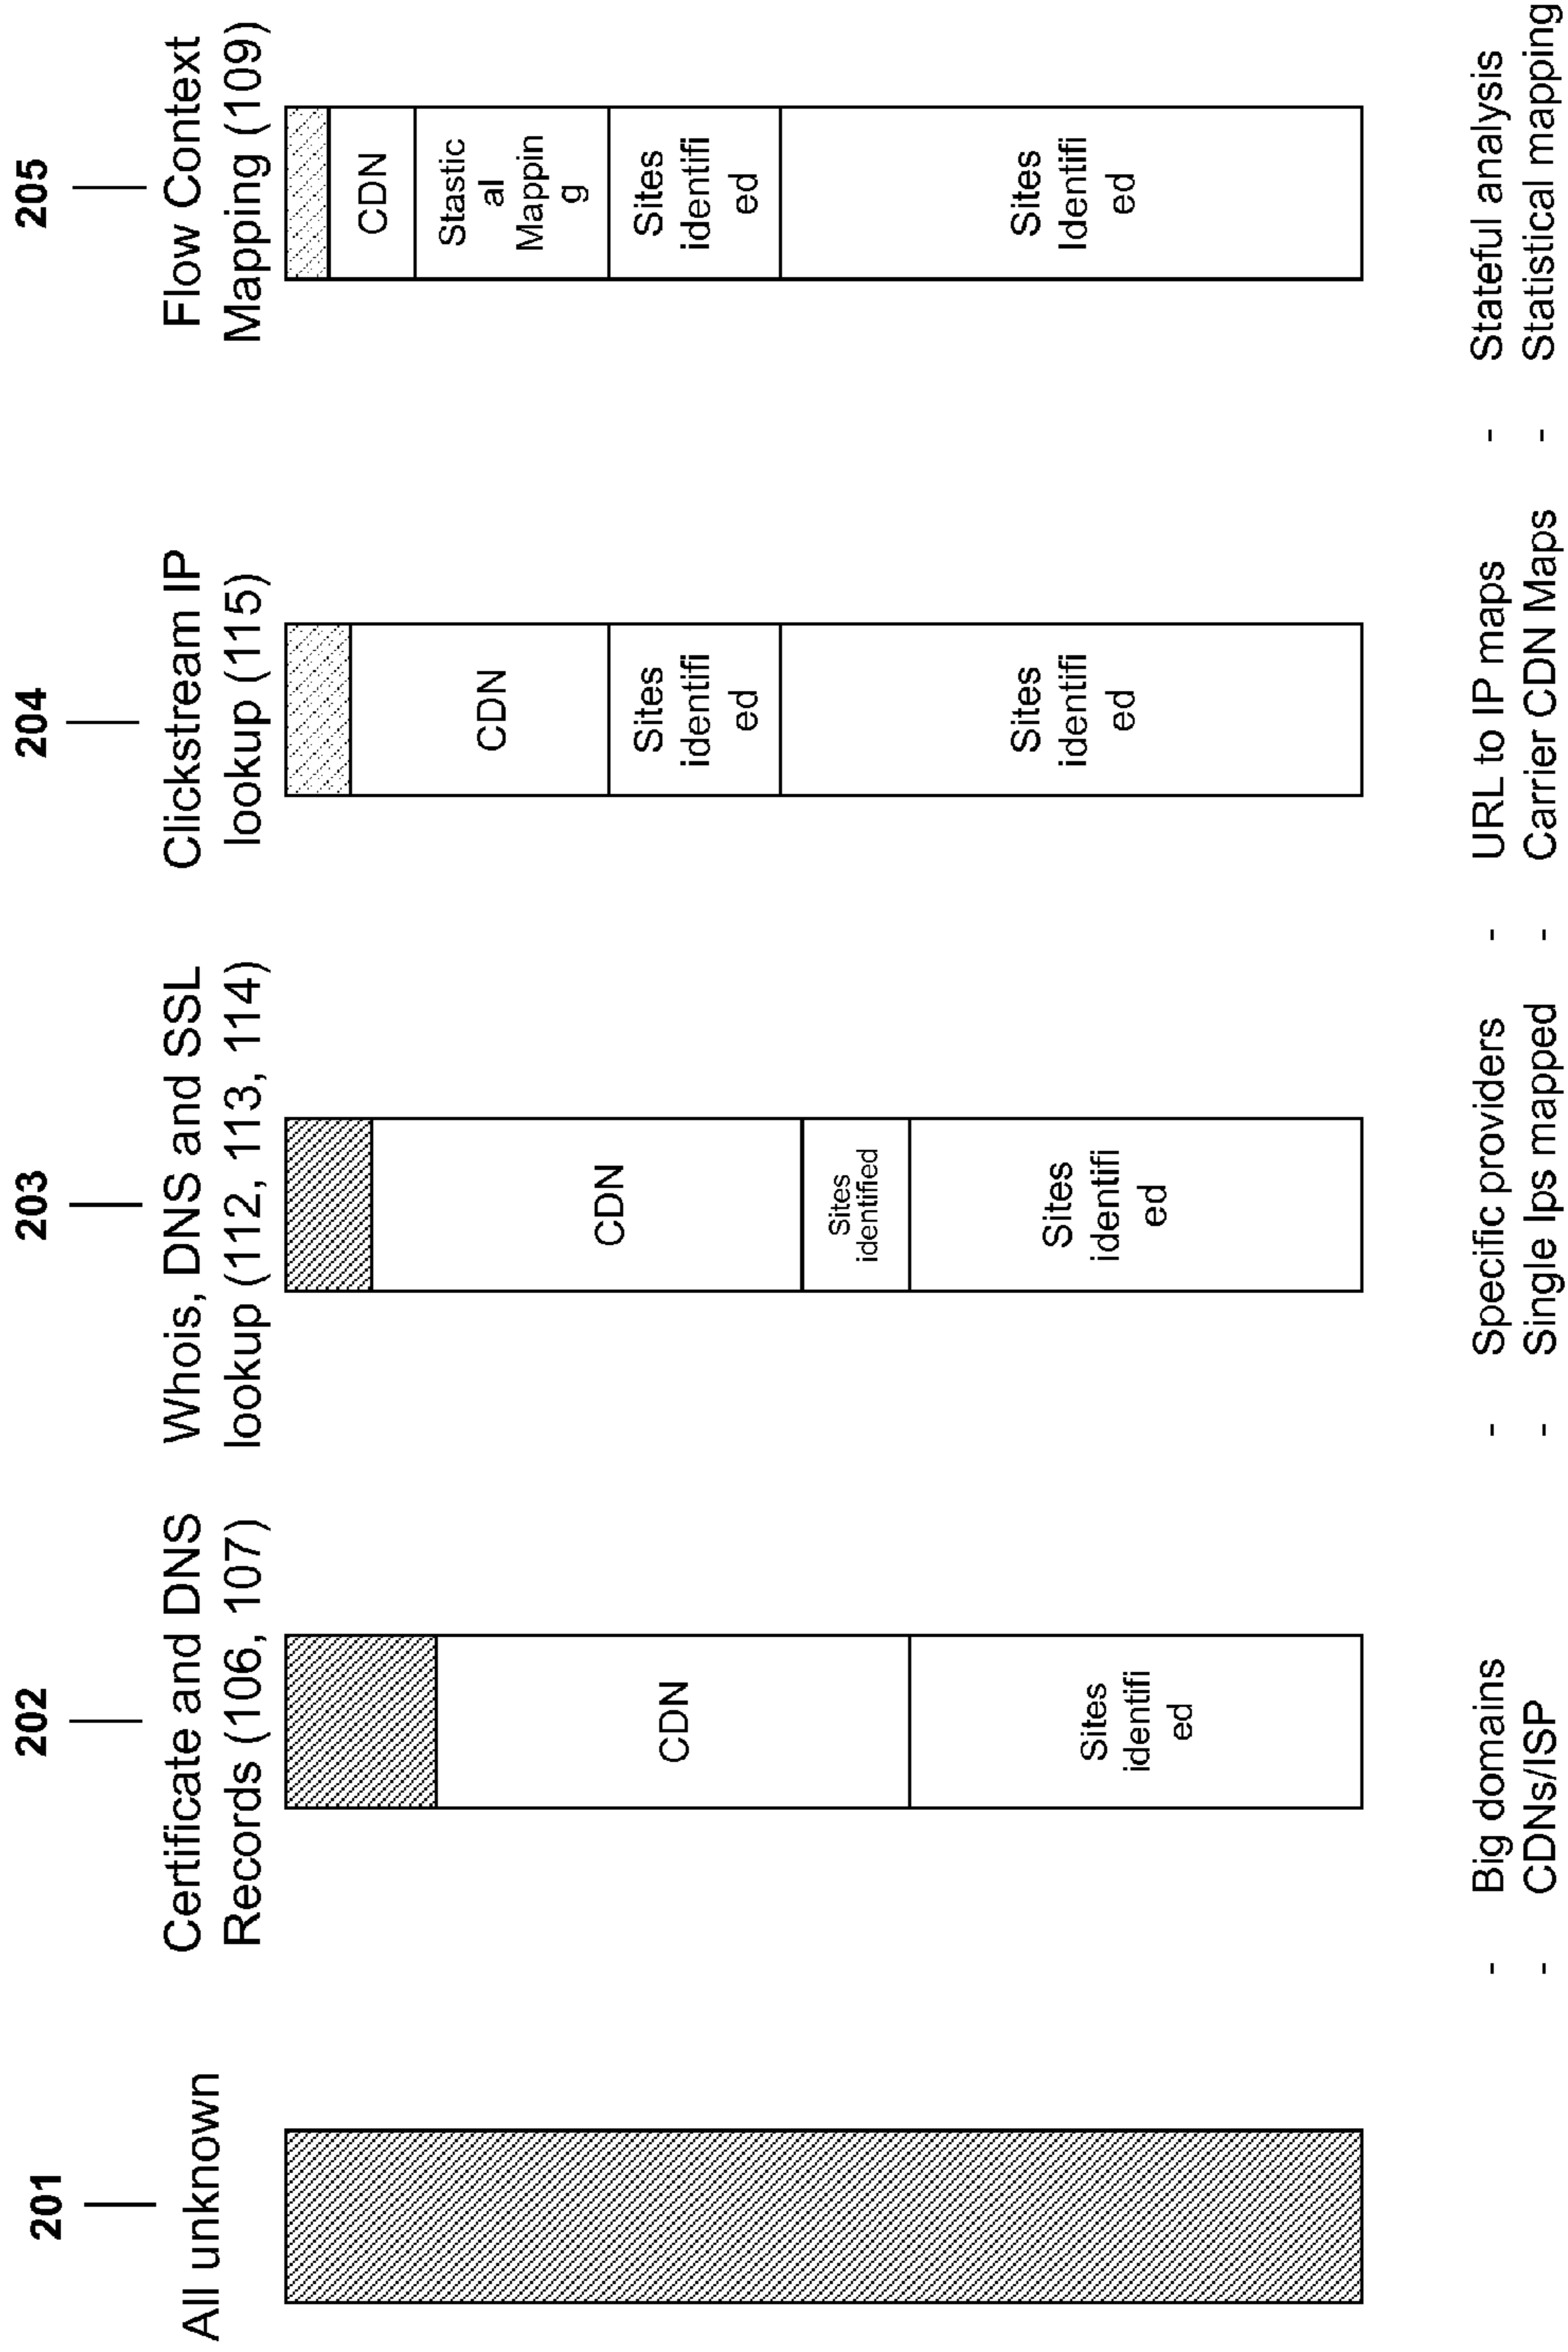 201
All unknown
202
Certificate and DNS
Records (106, 107)
CDN
Sites
identifi
ed
- Big domains
- CDNs/ISP
203
Whois, DNS and SSL
lookup (112, 113, 114)
CDN
Sites
identified
Sites
identifi
ed
- Specific providers
- Single Ips mapped
204
Clickstream IP
lookup (115)
CDN
Sites
identifi
ed
Sites
identifi
ed
- URL to IP maps
- Carrier CDN Maps
205
Flow Context
Mapping (109)
CDN
Stastic
al
Mappin
g
Sites
identifi
ed
Sites
Identifi
ed
- Stateful analysis
- Statistical mapping